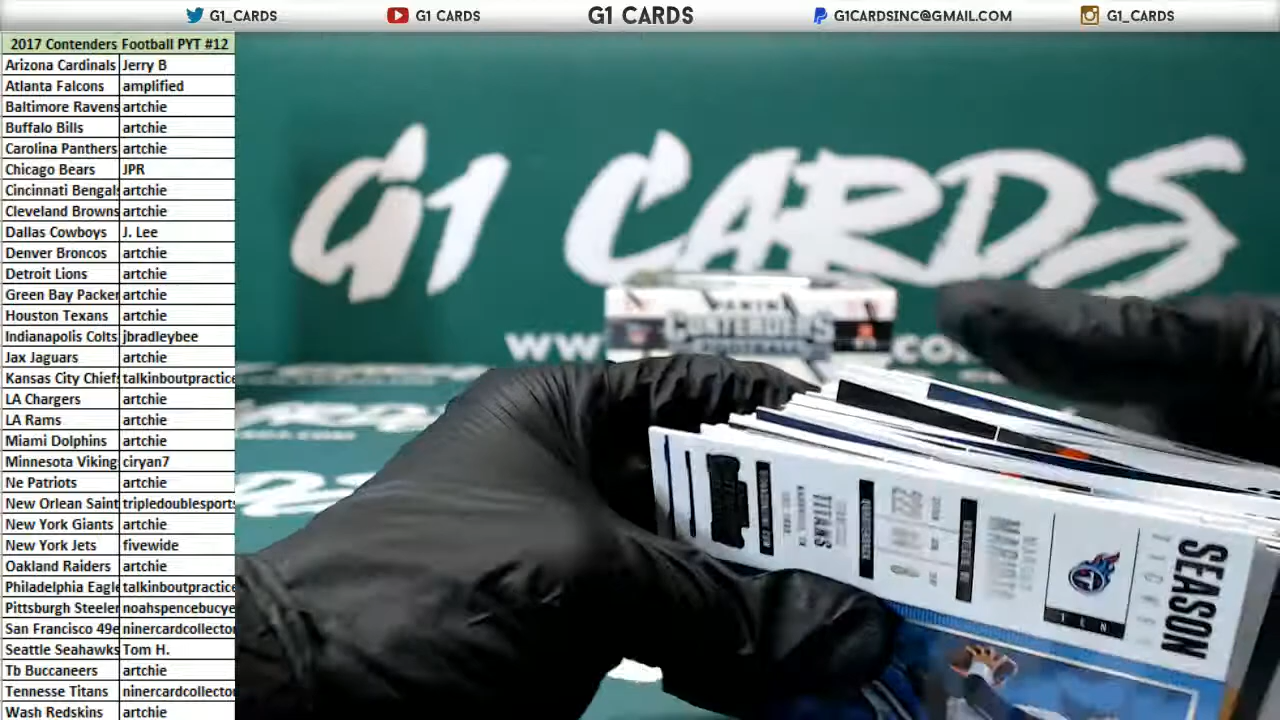 G1_CARDS G1 CARDS G1 CARDS G1CARDSINC@GMAIL.COM G1_CARDS
2017 Contenders Football PYT #12
Arizona Cardinals Jerry B
Atlanta Falcons amplified
Baltimore Ravens artchie
Buffalo Bills artchie
Carolina Panthers artchie
Chicago Bears JPR
Cincinnati Bengals artchie
Cleveland Browns artchie
Dallas Cowboys J. Lee
Denver Broncos artchie
Detroit Lions artchie
Green Bay Packer artchie
Houston Texans artchie
Indianapolis Colts jbradleybee
Jax Jaguars artchie
Kansas City Chiefs talkinboutpractice
LA Chargers artchie
LA Rams artchie
Miami Dolphins artchie
Minnesota Viking ciryan7
Ne Patriots artchie
New Orlean Saint tripledoublesports
New York Giants artchie
New York Jets fivewide
Oakland Raiders artchie
Philadelphia Eagle talkinboutpractice
Pittsburgh Steeler noahspencebucye
San Francisco 49e ninercardcollector
Seattle Seahawks Tom H.
Tb Buccaneers artchie
Tennesse Titans ninercardcollector
Wash Redskins artchie
G1 CARDS
PANINI
CONTENDERS
SEASON
TEN
MARCUS
MARIOTA
TITANS